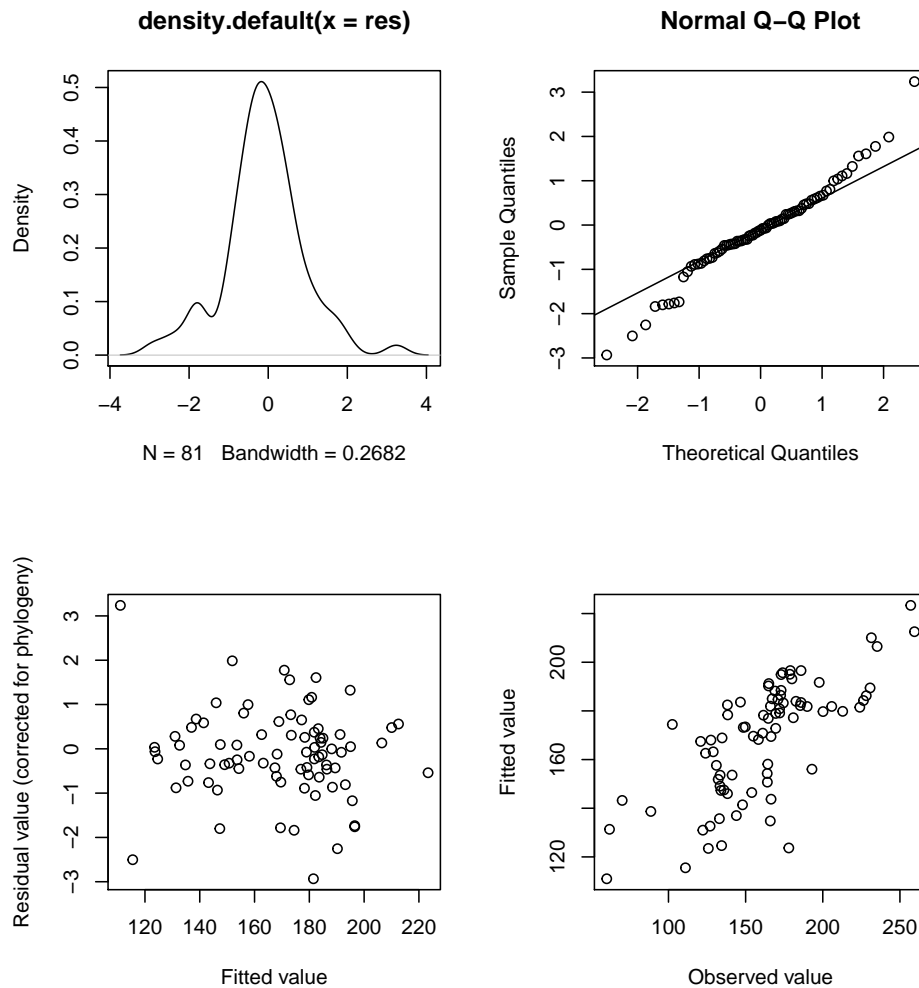 density.default(x = res)
Density
0.0 0.1 0.2 0.3 0.4 0.5
−4 −2 0 2 4
N = 81 Bandwidth = 0.2682
Normal Q−Q Plot
Sample Quantiles
−3 −2 −1 0 1 2 3
−2 −1 0 1 2
Theoretical Quantiles
Residual value (corrected for phylogeny)
−3 −2 −1 0 1 2 3
120 140 160 180 200 220
Fitted value
Fitted value
120 160 200
100 150 200 250
Observed value